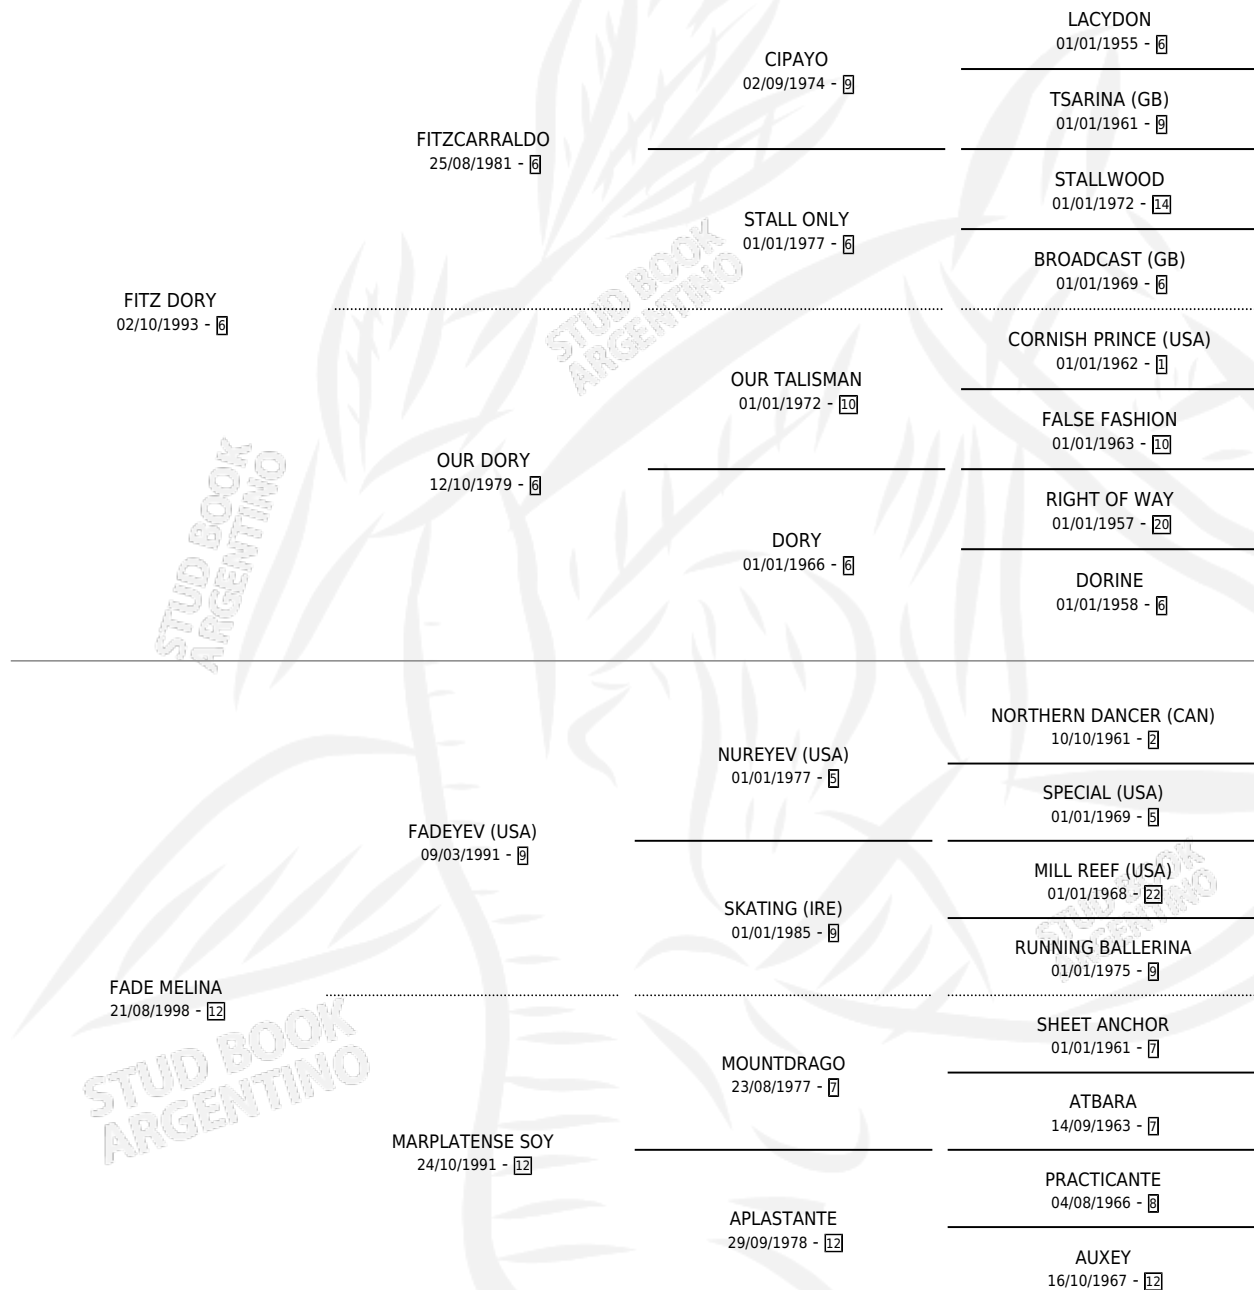 LACYDON
01/01/1955 - 6
CIPAYO
02/09/1974 - 9
TSARINA (GB)
01/01/1961 - 9
FITZCARRALDO
25/08/1981 - 6
STALLWOOD
01/01/1972 - 14
STALL ONLY
01/01/1977 - 6
BROADCAST (GB)
01/01/1969 - 6
FITZ DORY
02/10/1993 - 6
STUD BOOK
ARGENTINO
CORNISH PRINCE (USA)
01/01/1962 - 1
OUR TALISMAN
01/01/1972 - 10
FALSE FASHION
01/01/1963 - 10
OUR DORY
12/10/1979 - 6
RIGHT OF WAY
01/01/1957 - 20
DORY
01/01/1966 - 6
DORINE
01/01/1958 - 6
STUD BOOK
ARGENTINO
NORTHERN DANCER (CAN)
10/10/1961 - 2
NUREYEV (USA)
01/01/1977 - 5
SPECIAL (USA)
01/01/1969 - 5
FADEYEV (USA)
09/03/1991 - 9
MILL REEF (USA)
01/01/1968 - 22
SKATING (IRE)
01/01/1985 - 9
RUNNING BALLERINA
01/01/1975 - 9
STUD BOOK
ARGENTINO
FADE MELINA
21/08/1998 - 12
SHEET ANCHOR
01/01/1961 - 7
MOUNTDRAGO
23/08/1977 - 7
ATBARA
14/09/1963 - 7
STUD BOOK
ARGENTINO
MARPLATENSE SOY
24/10/1991 - 12
PRACTICANTE
04/08/1966 - 8
APLASTANTE
29/09/1978 - 12
AUXEY
16/10/1967 - 12